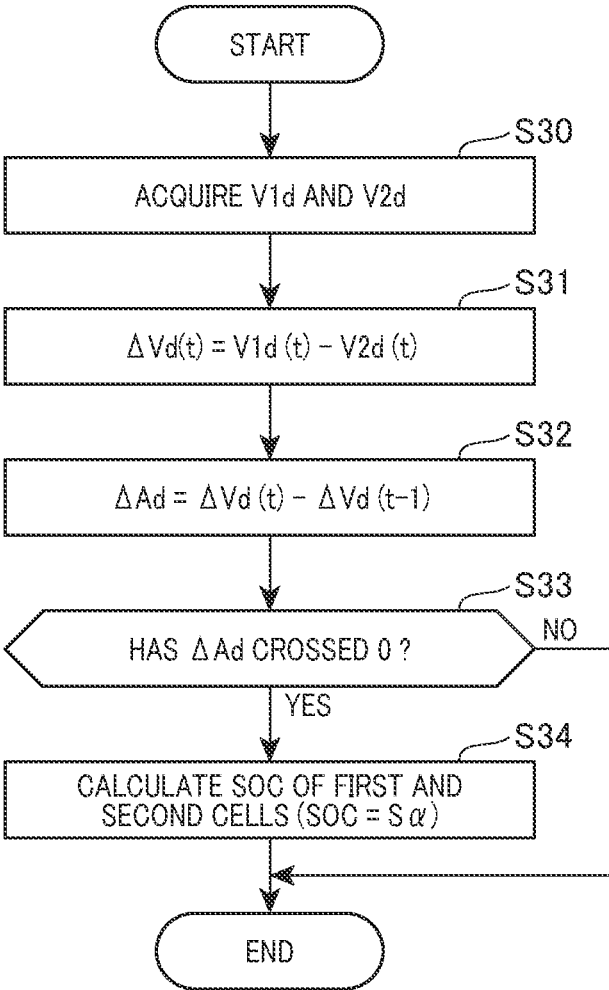 START
S30
ACQUIRE V1d AND V2d
S31
ΔVd(t) = V1d (t) − V2d (t)
S32
ΔAd = ΔVd (t) − ΔVd (t−1)
S33
HAS ΔAd CROSSED 0 ?
NO
YES
S34
CALCULATE SOC OF FIRST AND
SECOND CELLS (SOC = Sα)
END